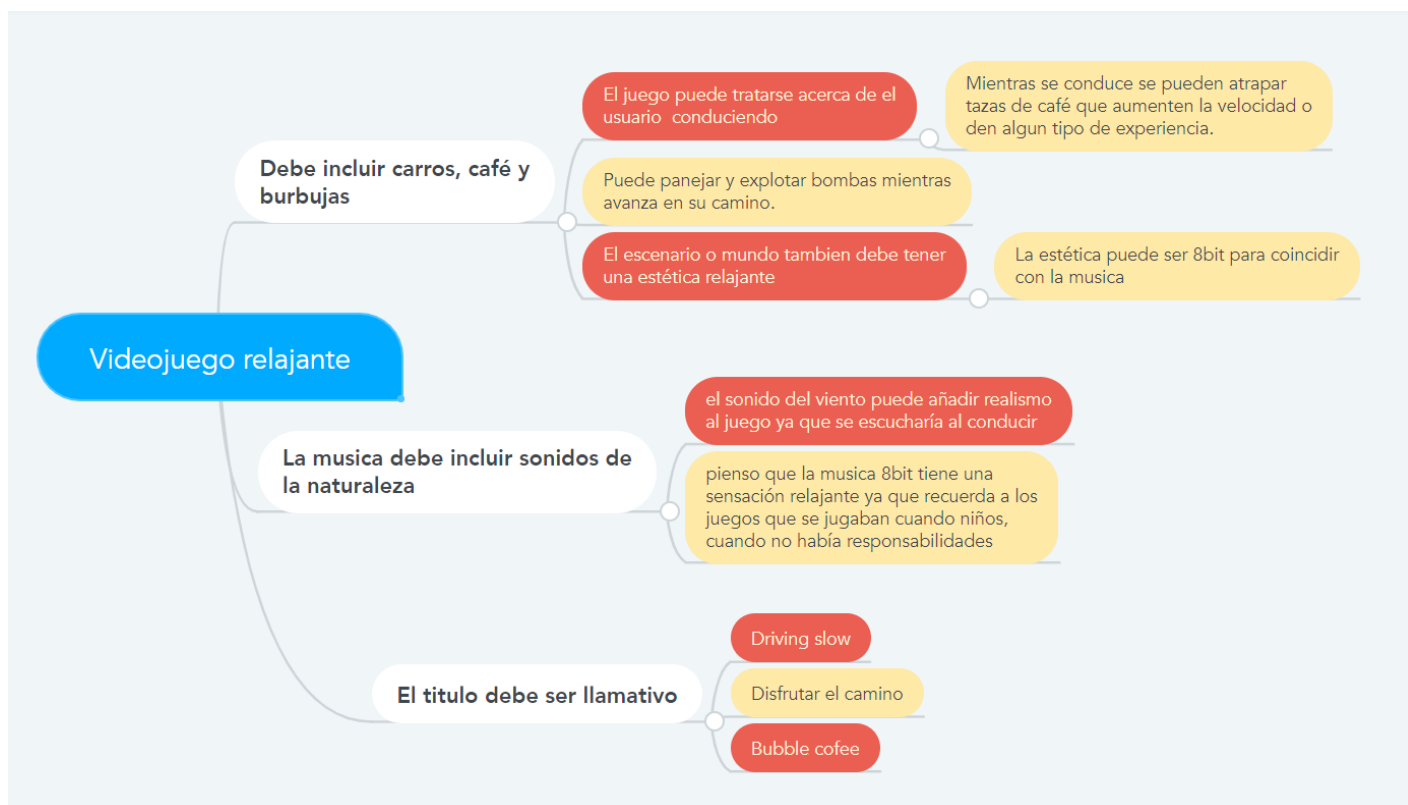 Videojuego relajante
Debe incluir carros, café y
burbujas
El juego puede tratarse acerca de el
usuario conduciendo
Mientras se conduce se pueden atrapar
tazas de café que aumenten la velocidad o
den algun tipo de experiencia.
Puede panejar y explotar bombas mientras
avanza en su camino.
El escenario o mundo tambien debe tener
una estética relajante
La estética puede ser 8bit para coincidir
con la musica
La musica debe incluir sonidos de
la naturaleza
el sonido del viento puede añadir realismo
al juego ya que se escucharía al conducir
pienso que la musica 8bit tiene una
sensación relajante ya que recuerda a los
juegos que se jugaban cuando niños,
cuando no había responsabilidades
El titulo debe ser llamativo
Driving slow
Disfrutar el camino
Bubble cofee